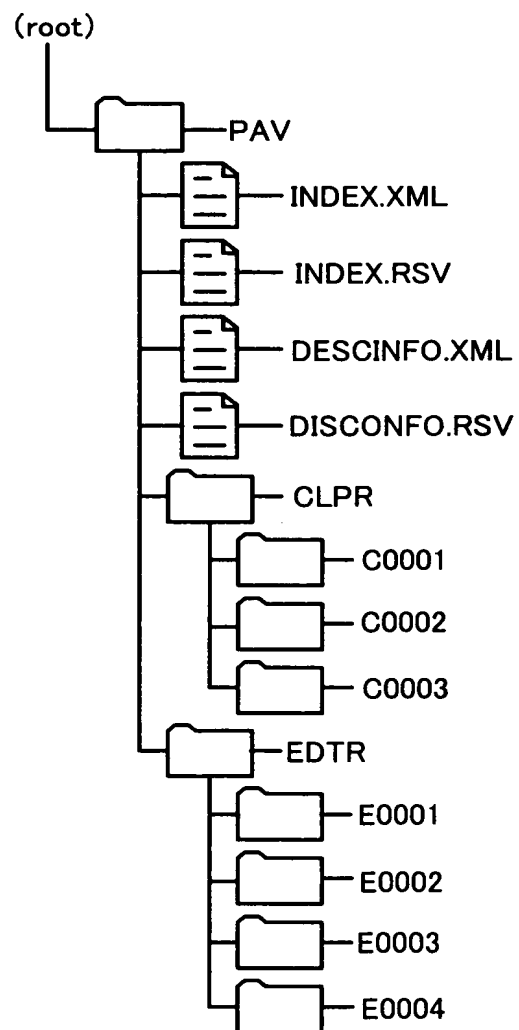 (root)
PAV
INDEX.XML
INDEX.RSV
DESCINFO.XML
DISCONFO.RSV
CLPR
C0001
C0002
C0003
EDTR
E0001
E0002
E0003
E0004